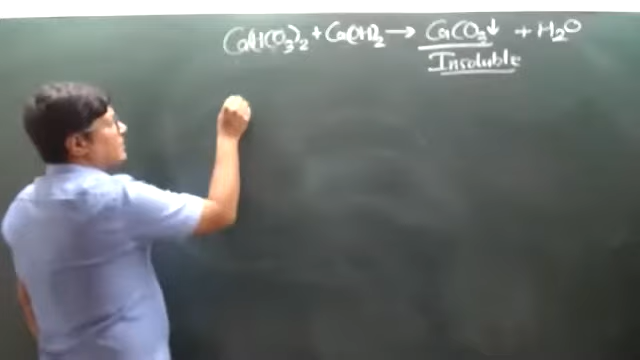 Ca(HCO₃)₂ + Ca(OH)₂ → CaCO₃↓ + H₂O
Insoluble